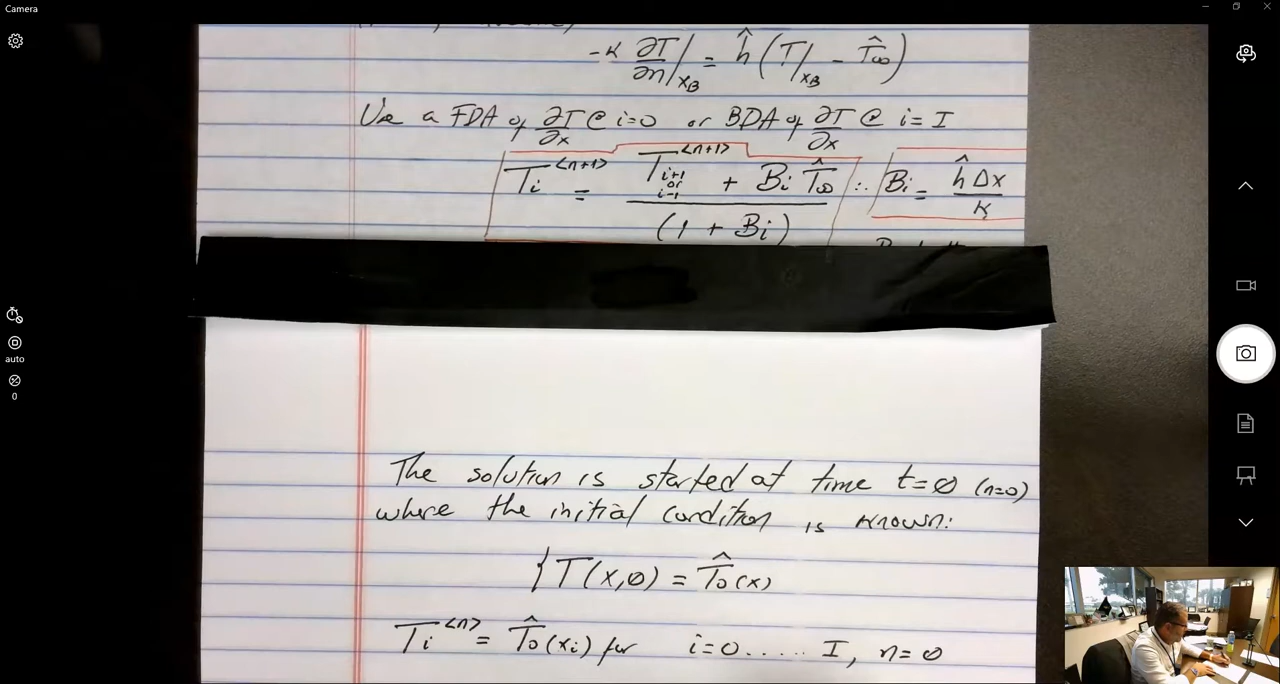 Camera
-k ∂T/∂n|xB = ĥ(T|xB - T̂∞)
Use a FDA of ∂T/∂x @ i=0 or BDA of ∂T/∂x @ i=I
Ti<n+1> = (T i+1 or i-1 <n+1> + Bi T̂∞) / (1 + Bi) ∴ Bi = ĥΔx/k
auto
0
The solution is started at time t=0 (n=0)
where the initial condition is known:
{T(x,0) = T̂0(x)
Ti<n> = T̂0(xi) for i=0..... I, n=0